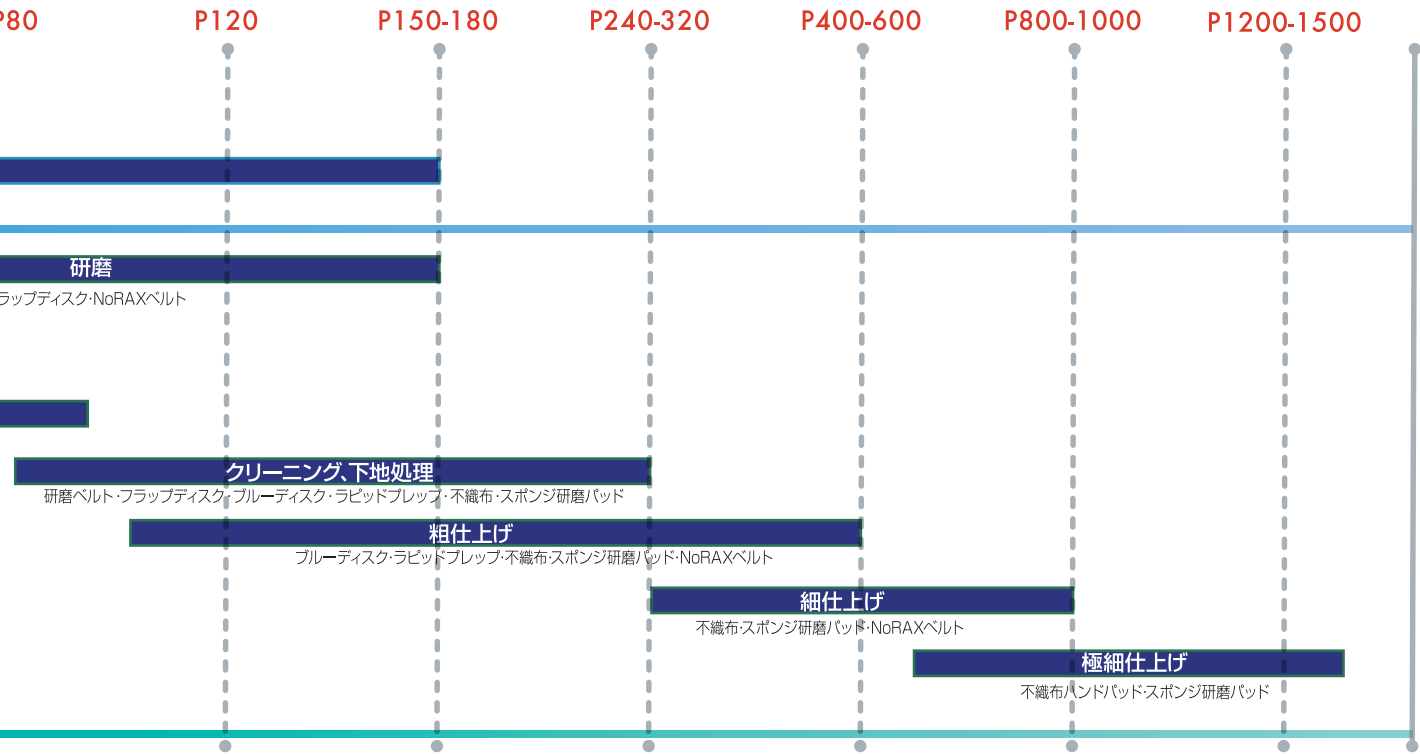 P80 P120 P150-180 P240-320 P400-600 P800-1000 P1200-1500
研磨
ラップディスク・NoRAXベルト
クリーニング、下地処理
研磨ベルト・フラップディスク・ブルーディスク・ラピッドプレップ・不織布・スポンジ研磨パッド
粗仕上げ
ブルーディスク・ラピッドプレップ・不織布・スポンジ研磨パッド・NoRAXベルト
細仕上げ
不織布・スポンジ研磨パッド・NoRAXベルト
極細仕上げ
不織布ハンドパッド・スポンジ研磨パッド